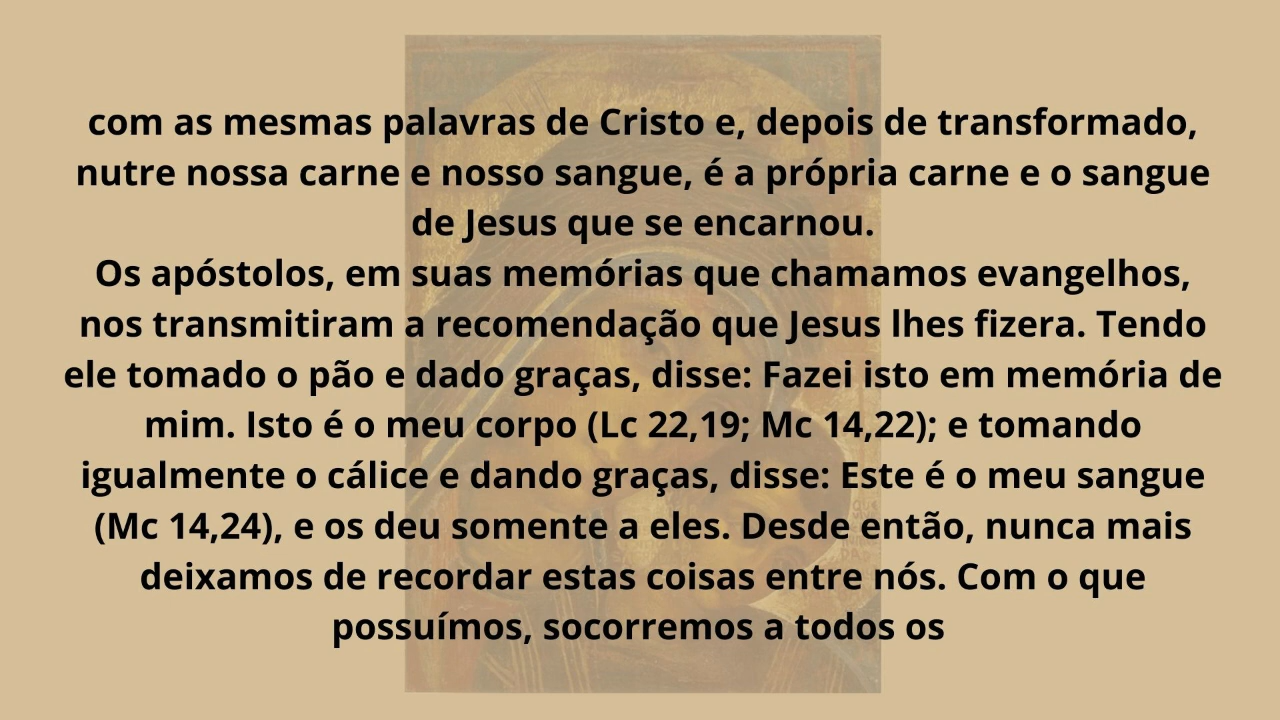 com as mesmas palavras de Cristo e, depois de transformado,
nutre nossa carne e nosso sangue, é a própria carne e o sangue
de Jesus que se encarnou.
Os apóstolos, em suas memórias que chamamos evangelhos,
nos transmitiram a recomendação que Jesus lhes fizera. Tendo
ele tomado o pão e dado graças, disse: Fazei isto em memória de
mim. Isto é o meu corpo (Lc 22,19; Mc 14,22); e tomando
igualmente o cálice e dando graças, disse: Este é o meu sangue
(Mc 14,24), e os deu somente a eles. Desde então, nunca mais
deixamos de recordar estas coisas entre nós. Com o que
possuímos, socorremos a todos os